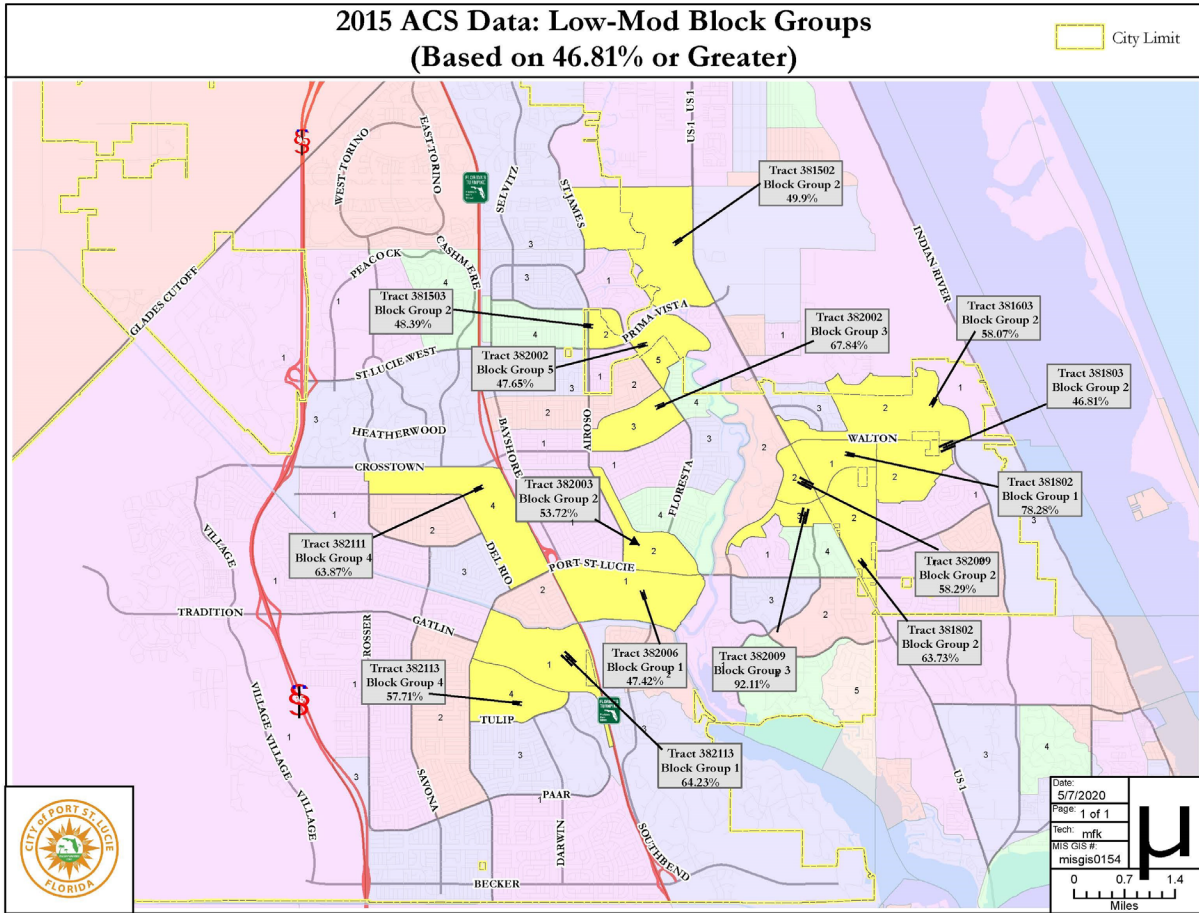 2015 ACS Data: Low-Mod Block Groups
(Based on 46.81% or Greater)
City Limit
WEST TORINO
EAST TORINO
SELVITZ
ST JAMES
US 1
US 1
Tract 381502
Block Group 2
49.9%
INDIAN RIVER
PEACOCK
CASHMERE
GLADES CUTOFF
Tract 381503
Block Group 2
48.39%
PRIMA VISTA
Tract 382002
Block Group 3
67.84%
Tract 381603
Block Group 2
58.07%
ST LUCIE WEST
Tract 382002
Block Group 5
47.65%
Tract 381803
Block Group 2
46.81%
HEATHERWOOD
BAYSHORE
AIROSO
WALTON
CROSSTOWN
FLORESTA
Tract 382003
Block Group 2
53.72%
Tract 381802
Block Group 1
78.28%
VILLAGE
Tract 382111
Block Group 4
63.87%
DEL RIO
PORT ST LUCIE
Tract 382009
Block Group 2
58.29%
TRADITION
GATLIN
ROSSER
Tract 382006
Block Group 1
47.42%
Tract 382009
Block Group 3
92.11%
Tract 381802
Block Group 2
63.73%
Trract 382113
Block Group 4
57.71%
TULIP
VILLAGE
VILLAGE
VILLAGE
SAVONA
Tract 382113
Block Group 1
64.23%
US 1
PAAR
DARWIN
SOUTHBEND
BECKER
CITY of PORT ST. LUCIE
FLORIDA
Date:
5/7/2020
Page: 1 of 1
Tech: mfk
MIS GIS #:
misgis0154
µ
0 0.7 1.4
Miles